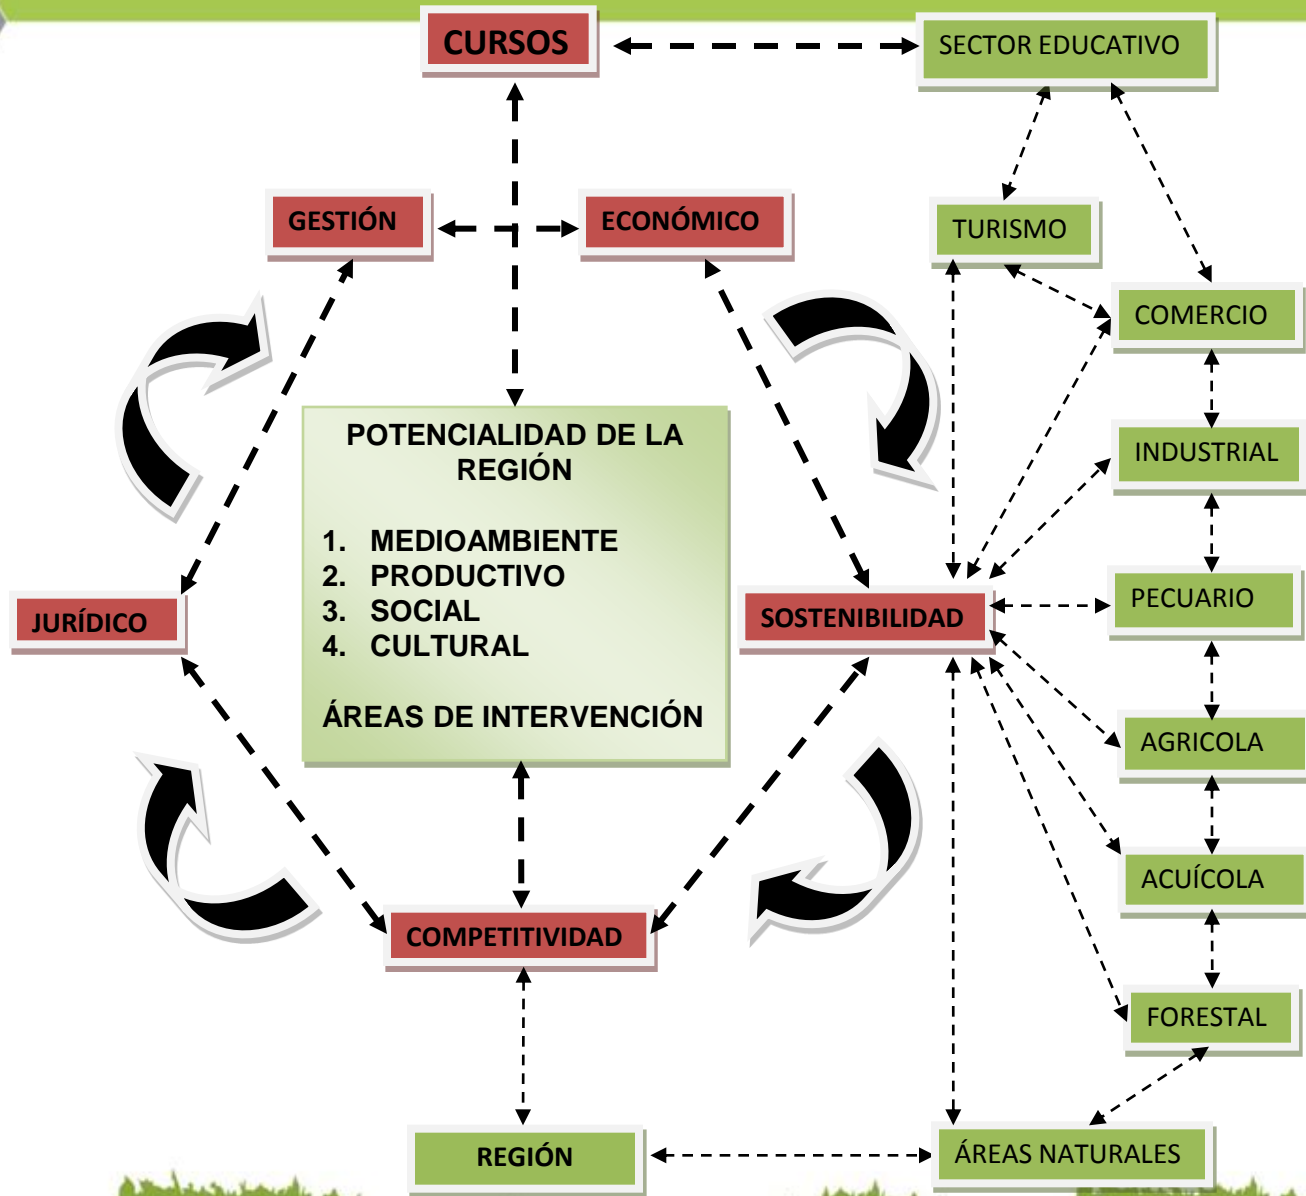 CURSOS
SECTOR EDUCATIVO
GESTIÓN
ECONÓMICO
TURISMO
COMERCIO
POTENCIALIDAD DE LA
REGIÓN
1. MEDIOAMBIENTE
2. PRODUCTIVO
3. SOCIAL
4. CULTURAL
ÁREAS DE INTERVENCIÓN
INDUSTRIAL
JURÍDICO
SOSTENIBILIDAD
PECUARIO
AGRICOLA
ACUÍCOLA
COMPETITIVIDAD
FORESTAL
REGIÓN
ÁREAS NATURALES